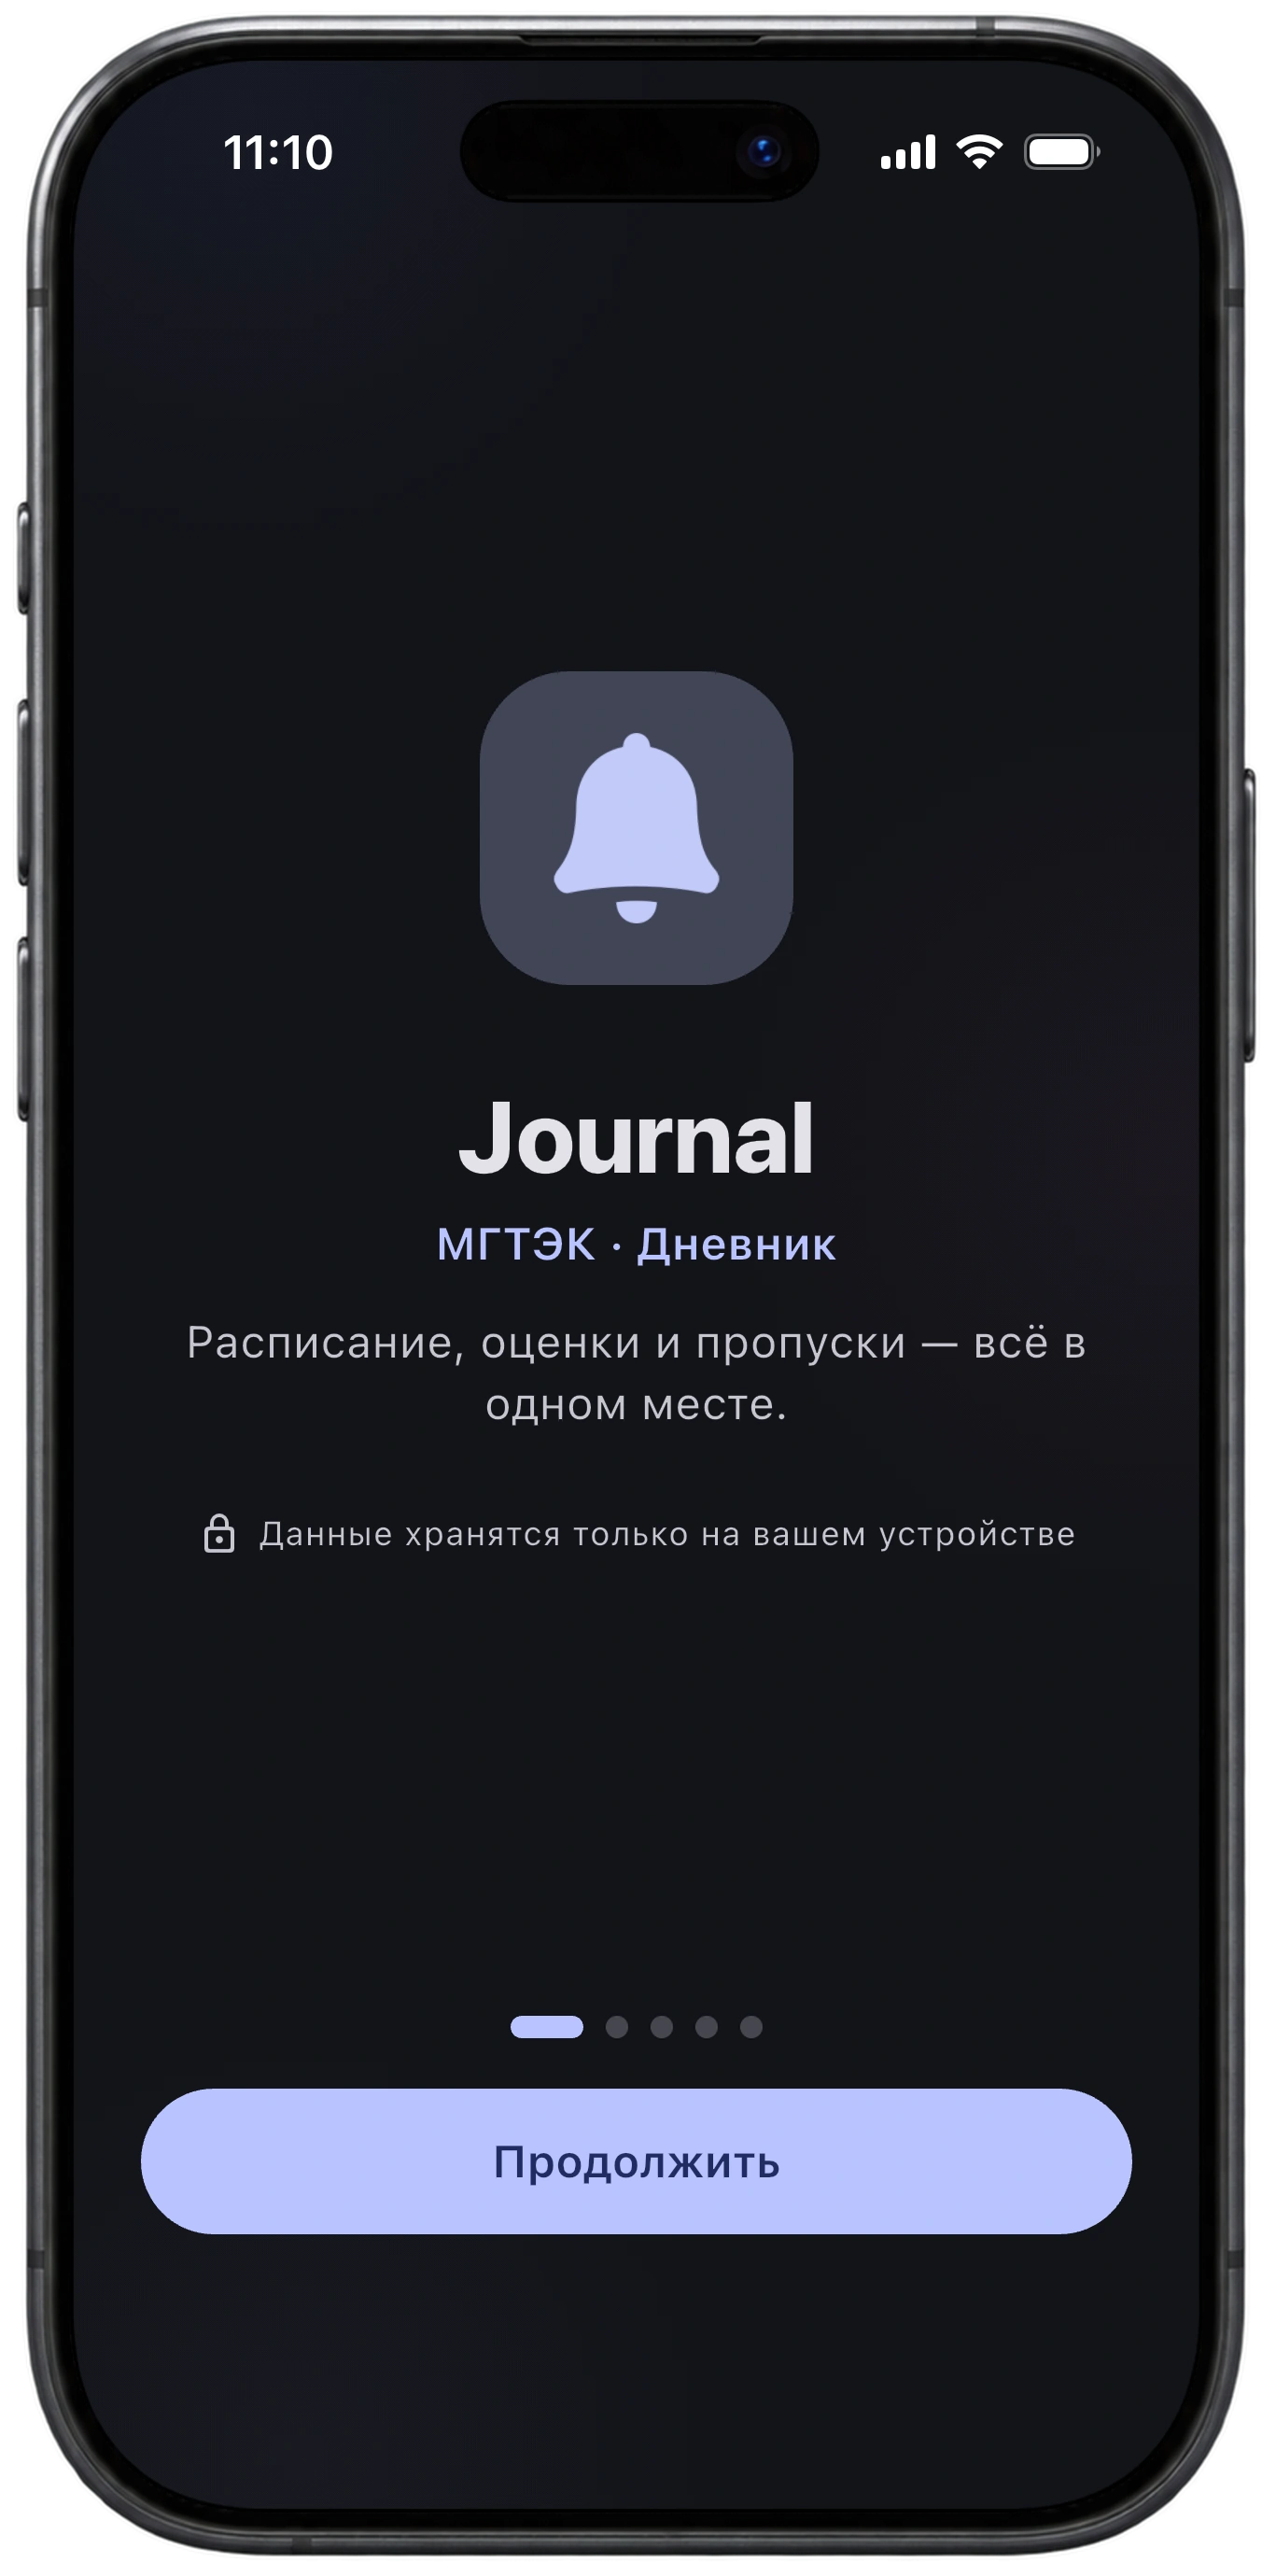 11:10
Journal
МГТЭК · Дневник
Расписание, оценки и пропуски — всё в
одном месте.
Данные хранятся только на вашем устройстве
Продолжить